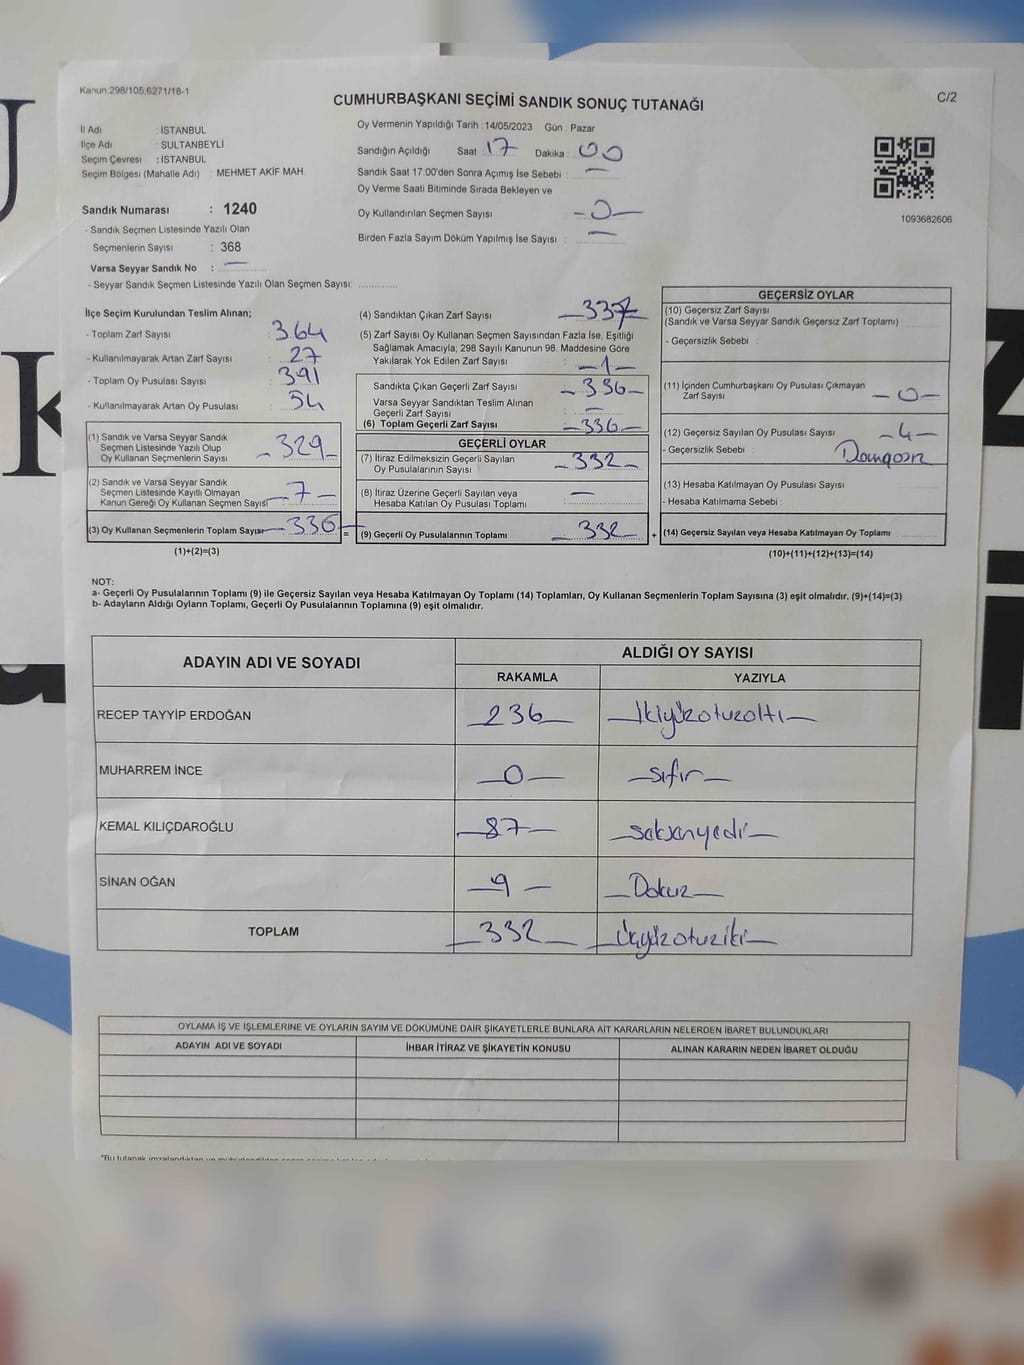 Kanun 298/105;6271/18-1
C/2
CUMHURBAŞKANI SEÇİMİ SANDIK SONUÇ TUTANAĞI
İl Adı : İSTANBUL
İlçe Adı : SULTANBEYLİ
Seçim Çevresi : İSTANBUL
Seçim Bölgesi (Mahalle Adı) : MEHMET AKİF MAH
Sandık Numarası : 1240
- Sandık Seçmen Listesinde Yazılı Olan
Seçmenlerin Sayısı : 368
Varsa Seyyar Sandık No : —
- Seyyar Sandık Seçmen Listesinde Yazılı Olan Seçmen Sayısı: ............
Oy Vermenin Yapıldığı Tarih : 14/05/2023 Gün : Pazar
Sandığın Açıldığı Saat : 17 Dakika : 00
Sandık Saat 17:00'den Sonra Açımış İse Sebebi : —
Oy Verme Saati Bitiminde Sırada Bekleyen ve
Oy Kullandırılan Seçmen Sayısı - 0 -
Birden Fazla Sayım Döküm Yapılmış İse Sayısı : —
1093682606
İlçe Seçim Kurulundan Teslim Alınan;
- Toplam Zarf Sayısı : 364
- Kullanılmayarak Artan Zarf Sayısı : 27
- Toplam Oy Pusulası Sayısı : 391
- Kullanılmayarak Artan Oy Pusulası : 54
(1) Sandık ve Varsa Seyyar Sandık
Seçmen Listesinde Yazılı Olup
Oy Kullanan Seçmenlerin Sayısı - 329 -
(2) Sandık ve Varsa Seyyar Sandık
Seçmen Listesinde Kayıtlı Olmayan
Kanun Gereği Oy Kullanan Seçmen Sayısı - 7 -
(3) Oy Kullanan Seçmenlerin Toplam Sayısı - 336 -
(1)+(2)=(3)
(4) Sandıktan Çıkan Zarf Sayısı - 337 -
(5) Zarf Sayısı Oy Kullanan Seçmen Sayısından Fazla İse, Eşitliği
Sağlamak Amacıyla; 298 Sayılı Kanunun 98. Maddesine Göre
Yakılarak Yok Edilen Zarf Sayısı : - 1 -
Sandıkta Çıkan Geçerli Zarf Sayısı - 336 -
Varsa Seyyar Sandıktan Teslim Alınan
Geçerli Zarf Sayısı : —
(6) Toplam Geçerli Zarf Sayısı - 336 -
GEÇERLİ OYLAR
(7) İtiraz Edilmeksizin Geçerli Sayılan
Oy Pusulalarının Sayısı - 332 -
(8) İtiraz Üzerine Geçerli Sayılan veya
Hesaba Katılan Oy Pusulası Toplamı : —
= (9) Geçerli Oy Pusulalarının Toplamı - 332 -
GEÇERSİZ OYLAR
(10) Geçersiz Zarf Sayısı
(Sandık ve Varsa Seyyar Sandık Geçersiz Zarf Toplamı) :
- Geçersizlik Sebebi :
(11) İçinden Cumhurbaşkanı Oy Pusulası Çıkmayan
Zarf Sayısı - 0 -
(12) Geçersiz Sayılan Oy Pusulası Sayısı - 4 -
- Geçersizlik Sebebi :
(13) Hesaba Katılmayan Oy Pusulası Sayısı
- Hesaba Katılmama Sebebi :
+ (14) Geçersiz Sayılan veya Hesaba Katılmayan Oy Toplamı
(10)+(11)+(12)+(13)=(14)
NOT:
a- Geçerli Oy Pusulalarının Toplamı (9) ile Geçersiz Sayılan veya Hesaba Katılmayan Oy Toplamı (14) Toplamları, Oy Kullanan Seçmenlerin Toplam Sayısına (3) eşit olmalıdır. (9)+(14)=(3)
b- Adayların Aldığı Oyların Toplamı, Geçerli Oy Pusulalarının Toplamına (9) eşit olmalıdır.
ADAYIN ADI VE SOYADI
ALDIĞI OY SAYISI
RAKAMLA YAZIYLA
RECEP TAYYİP ERDOĞAN - 236 - - İkiyüzotuzaltı -
MUHARREM İNCE - 0 - - sıfır -
KEMAL KILIÇDAROĞLU - 87 - - seksenyedi -
SİNAN OĞAN - 9 - - Dokuz -
TOPLAM - 332 - - Üçyüzotuziki -
OYLAMA İŞ VE İŞLEMLERİNE VE OYLARIN SAYIM VE DÖKÜMÜNE DAİR ŞİKAYETLERLE BUNLARA AİT KARARLARIN NELERDEN İBARET BULUNDUKLARI
ADAYIN ADI VE SOYADI İHBAR İTİRAZ VE ŞİKAYETİN KONUSU ALINAN KARARIN NEDEN İBARET OLDUĞU